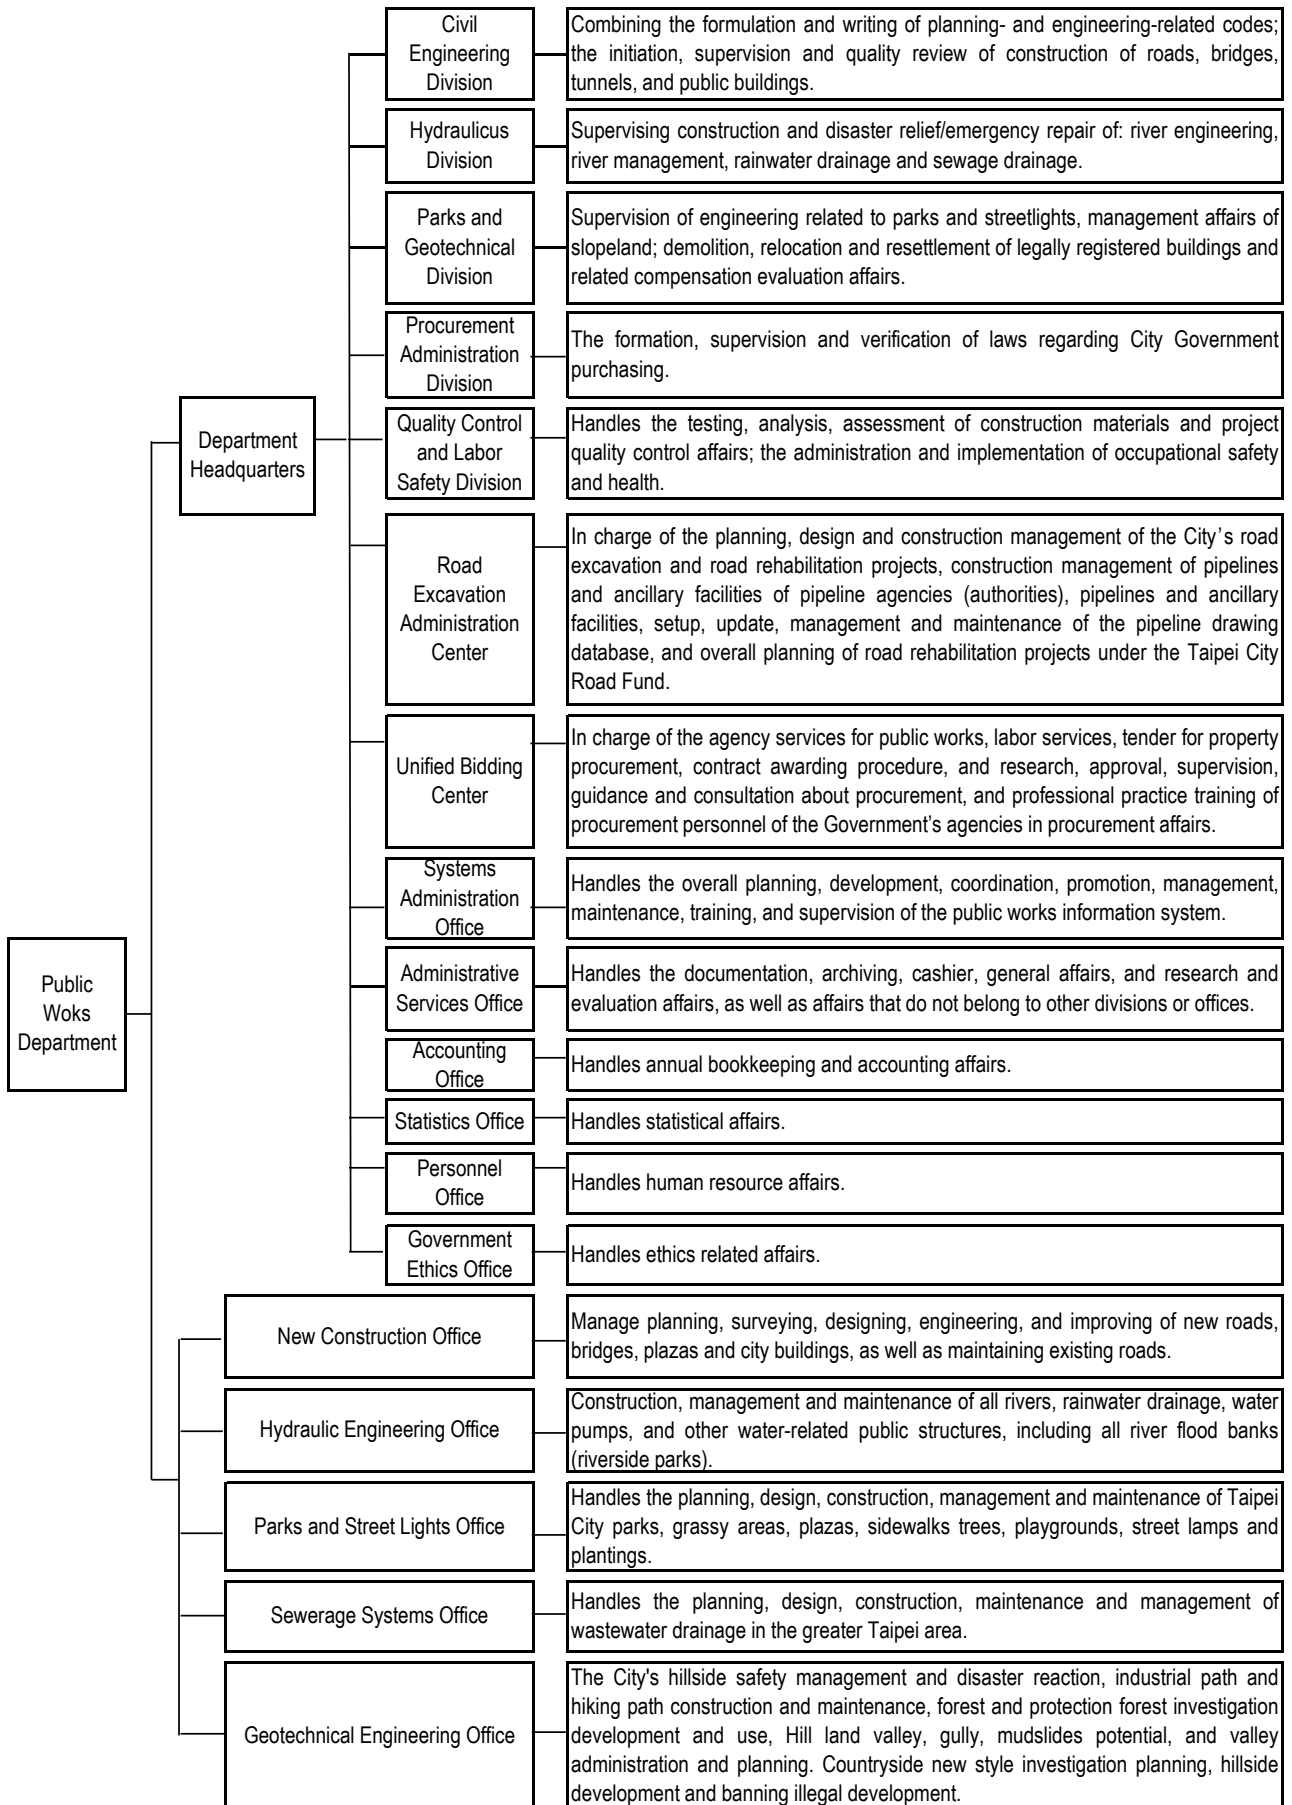 Civil
Engineering
Division
Combining the formulation and writing of planning- and engineering-related codes;
the initiation, supervision and quality review of construction of roads, bridges,
tunnels, and public buildings.
Hydraulicus
Division
Supervising construction and disaster relief/emergency repair of: river engineering,
river management, rainwater drainage and sewage drainage.
Parks and
Geotechnical
Division
Supervision of engineering related to parks and streetlights, management affairs of
slopeland; demolition, relocation and resettlement of legally registered buildings and
related compensation evaluation affairs.
Procurement
Administration
Division
The formation, supervision and verification of laws regarding City Government
purchasing.
Department
Headquarters
Quality Control
and Labor
Safety Division
Handles the testing, analysis, assessment of construction materials and project
quality control affairs; the administration and implementation of occupational safety
and health.
Road
Excavation
Administration
Center
In charge of the planning, design and construction management of the City's road
excavation and road rehabilitation projects, construction management of pipelines
and ancillary facilities of pipeline agencies (authorities), pipelines and ancillary
facilities, setup, update, management and maintenance of the pipeline drawing
database, and overall planning of road rehabilitation projects under the Taipei City
Road Fund.
Unified Bidding
Center
In charge of the agency services for public works, labor services, tender for property
procurement, contract awarding procedure, and research, approval, supervision,
guidance and consultation about procurement, and professional practice training of
procurement personnel of the Government's agencies in procurement affairs.
Systems
Administration
Office
Handles the overall planning, development, coordination, promotion, management,
maintenance, training, and supervision of the public works information system.
Public
Woks
Department
Administrative
Services Office
Handles the documentation, archiving, cashier, general affairs, and research and
evaluation affairs, as well as affairs that do not belong to other divisions or offices.
Accounting
Office
Handles annual bookkeeping and accounting affairs.
Statistics Office
Handles statistical affairs.
Personnel
Office
Handles human resource affairs.
Government
Ethics Office
Handles ethics related affairs.
New Construction Office
Manage planning, surveying, designing, engineering, and improving of new roads,
bridges, plazas and city buildings, as well as maintaining existing roads.
Hydraulic Engineering Office
Construction, management and maintenance of all rivers, rainwater drainage, water
pumps, and other water-related public structures, including all river flood banks
(riverside parks).
Parks and Street Lights Office
Handles the planning, design, construction, management and maintenance of Taipei
City parks, grassy areas, plazas, sidewalks trees, playgrounds, street lamps and
plantings.
Sewerage Systems Office
Handles the planning, design, construction, maintenance and management of
wastewater drainage in the greater Taipei area.
Geotechnical Engineering Office
The City's hillside safety management and disaster reaction, industrial path and
hiking path construction and maintenance, forest and protection forest investigation
development and use, Hill land valley, gully, mudslides potential, and valley
administration and planning. Countryside new style investigation planning, hillside
development and banning illegal development.